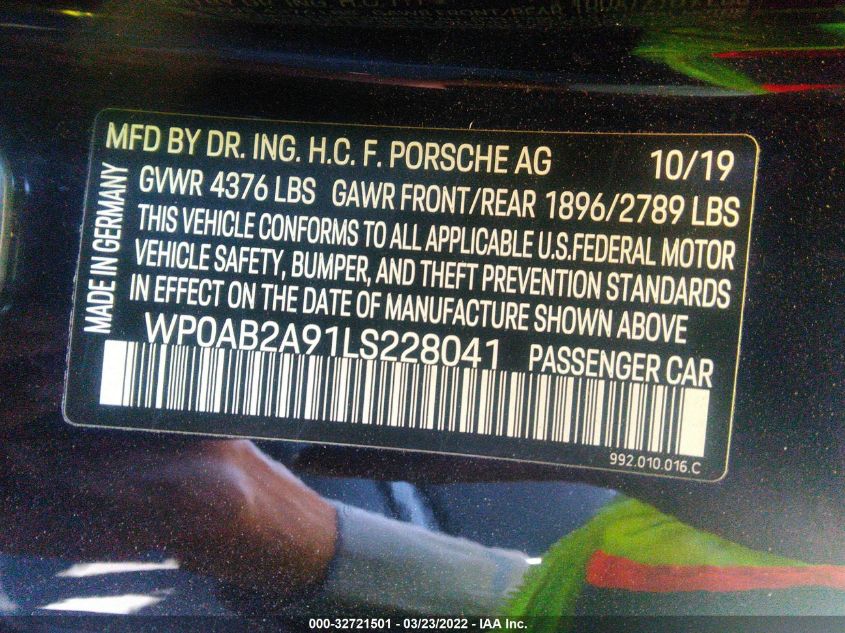 MFD BY DR. ING. H.C. F. PORSCHE AG 10/19
GVWR 4376 LBS GAWR FRONT/REAR 1896/2789 LBS
THIS VEHICLE CONFORMS TO ALL APPLICABLE U.S.FEDERAL MOTOR
VEHICLE SAFETY, BUMPER, AND THEFT PREVENTION STANDARDS
IN EFFECT ON THE DATE OF MANUFACTURE SHOWN ABOVE
WP0AB2A91LS228041 PASSENGER CAR
MADE IN GERMANY
992.010.016.C
000-32721501 - 03/23/2022 - IAA Inc.